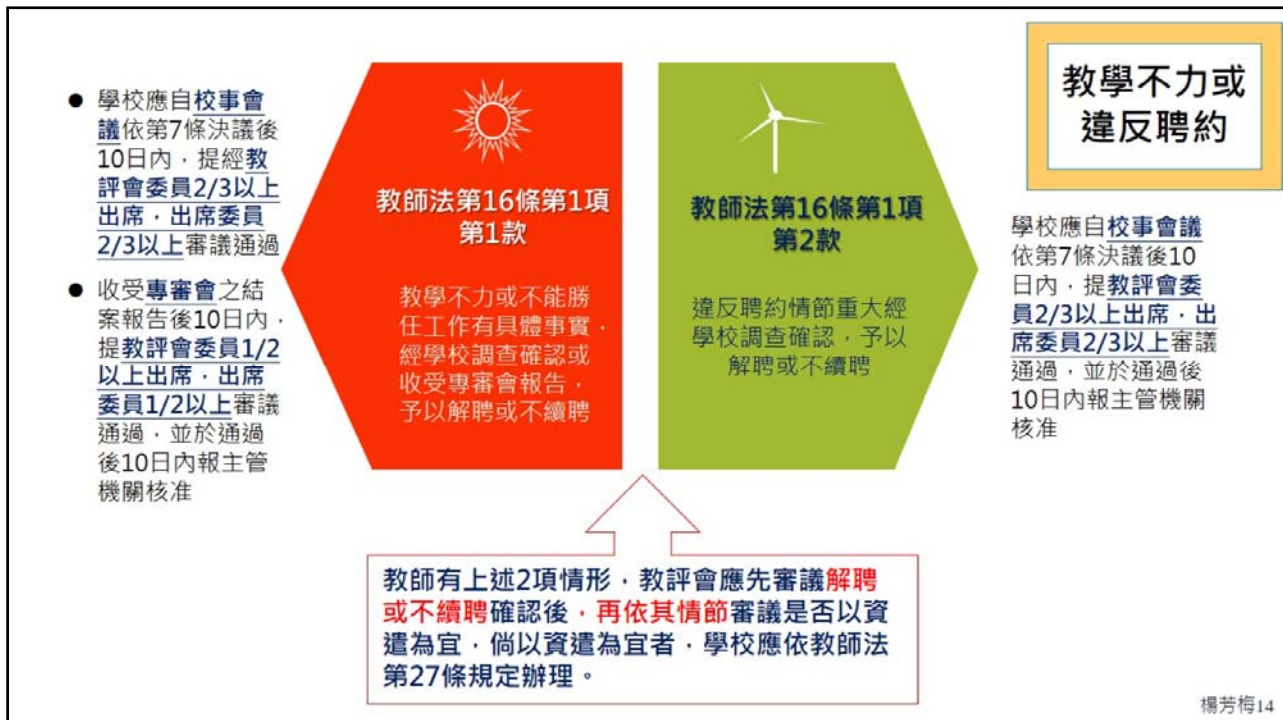 教學不力或
違反聘約
● 學校應自校事會
議依第7條決議後
10日內，提經教
評會委員2/3以上
出席，出席委員
2/3以上審議通過
● 收受專審會之結
案報告後10日內，
提教評會委員1/2
以上出席，出席
委員1/2以上審議
通過，並於通過
後10日內報主管
機關核准
教師法第16條第1項
第1款
教學不力或不能勝
任工作有具體事實，
經學校調查確認或
收受專審會報告，
予以解聘或不續聘
教師法第16條第1項
第2款
違反聘約情節重大經
學校調查確認，予以
解聘或不續聘
學校應自校事會議
依第7條決議後10
日內，提教評會委
員2/3以上出席，出
席委員2/3以上審議
通過，並於通過後
10日內報主管機關
核准
教師有上述2項情形，教評會應先審議解聘
或不續聘確認後，再依其情節審議是否以資
遣為宜，倘以資遣為宜者，學校應依教師法
第27條規定辦理。
楊芳梅14